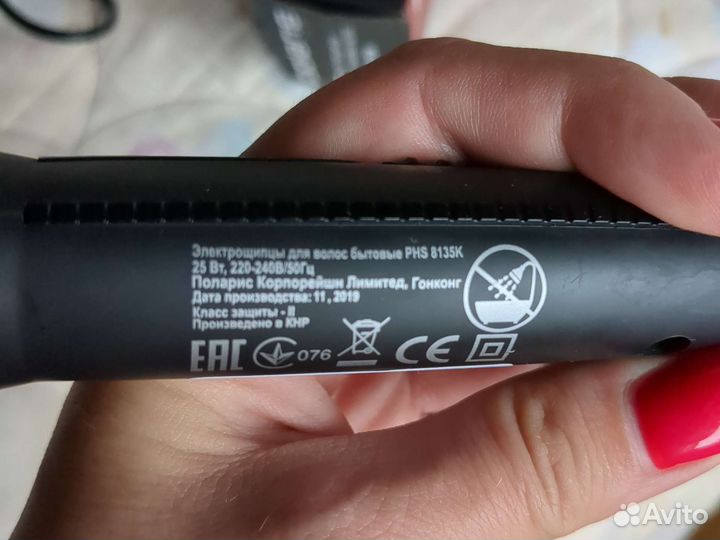 Электрощипцы для волос бытовые PHS 8135K
25 Вт, 220-240В/50Гц
Поларис Корпорейшн Лимитед, Гонконг
Дата производства: 11, 2019
Класс защиты - II
Произведено в КНР
EAC 076 CE
Avito